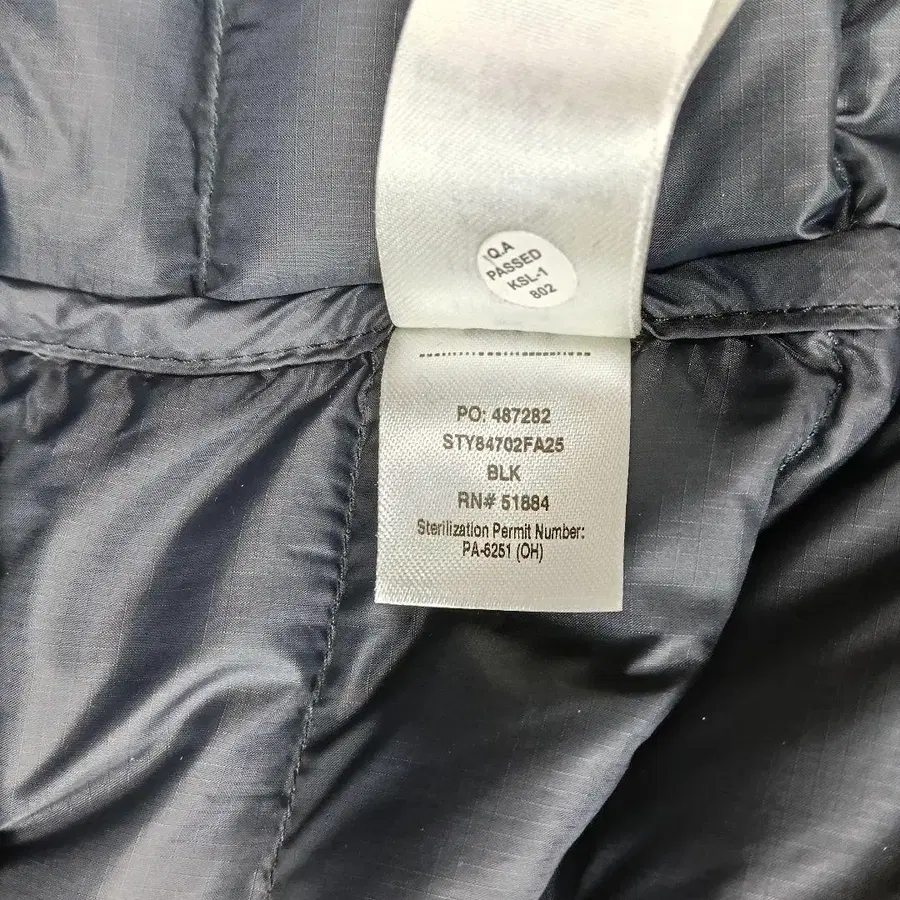 Q.A
PASSED
KSL-1
802
PO: 487282
STY84702FA25
BLK
RN# 51884
Sterilization Permit Number:
PA-6251 (OH)